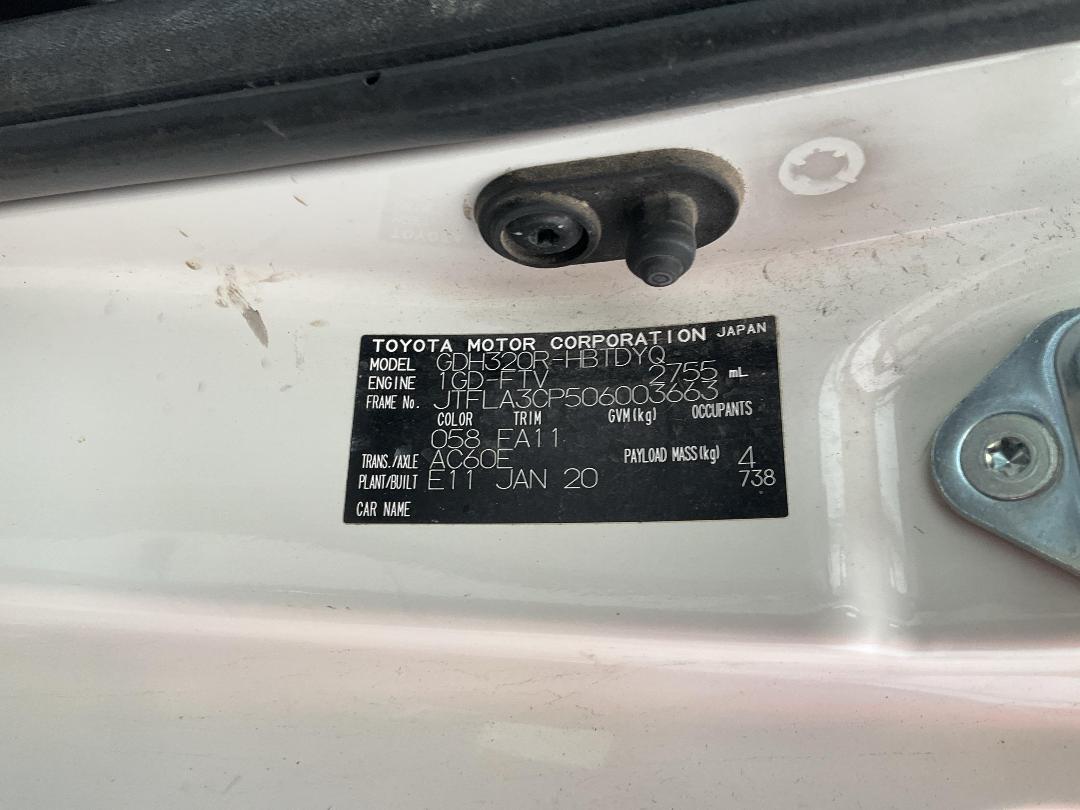 TOYOTA MOTOR CORPORATION JAPAN
MODEL GDH320R-HBTDYQ
ENGINE 1GD-FTV 2755 mL
FRAME No. JTFLA3CP506003663
COLOR TRIM GVM(kg) OCCUPANTS
058 FA11
TRANS./AXLE AC60E PAYLOAD MASS(kg) 4
PLANT/BUILT E11 JAN 20 738
CAR NAME